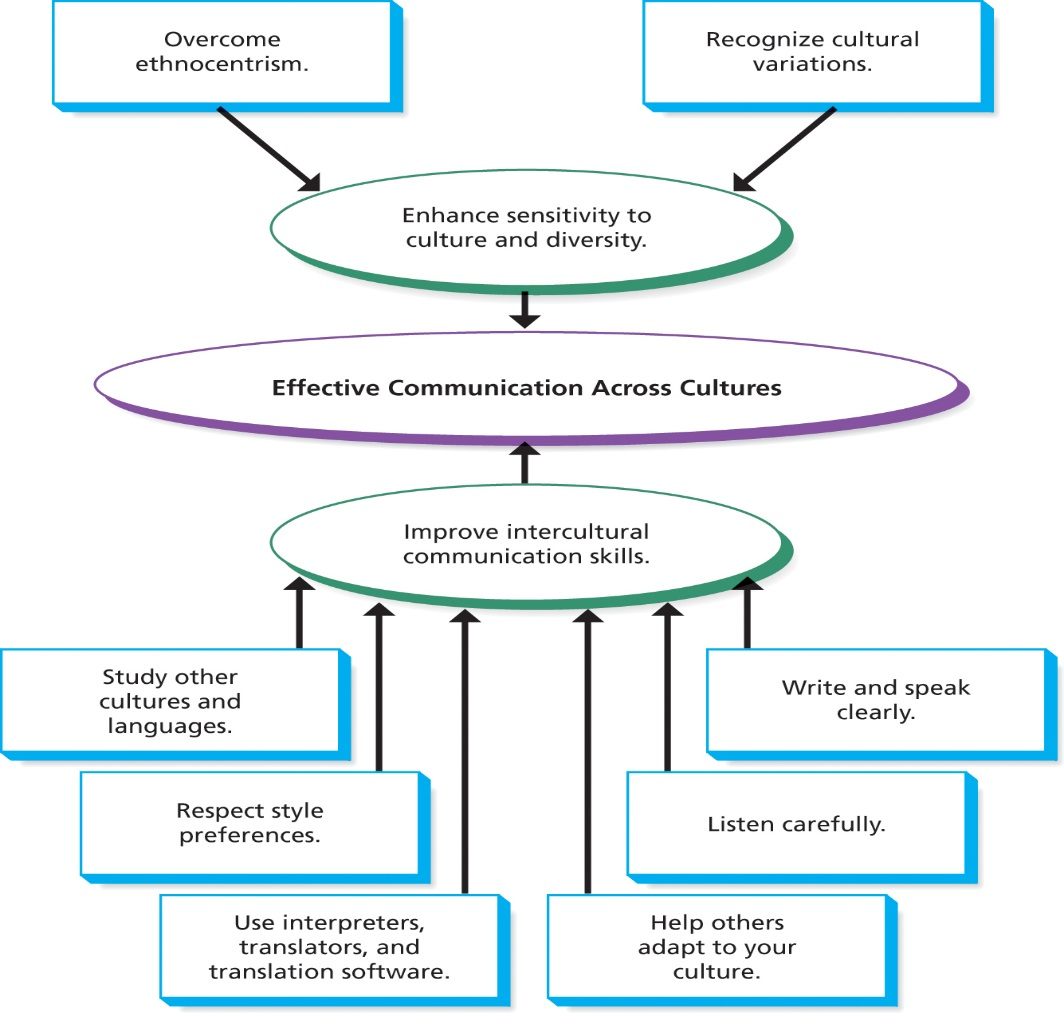 Overcome
ethnocentrism.
Recognize cultural
variations.
Enhance sensitivity to
culture and diversity.
Effective Communication Across Cultures
Improve intercultural
communication skills.
Study other
cultures and
languages.
Write and speak
clearly.
Respect style
preferences.
Listen carefully.
Use interpreters,
translators, and
translation software.
Help others
adapt to your
culture.